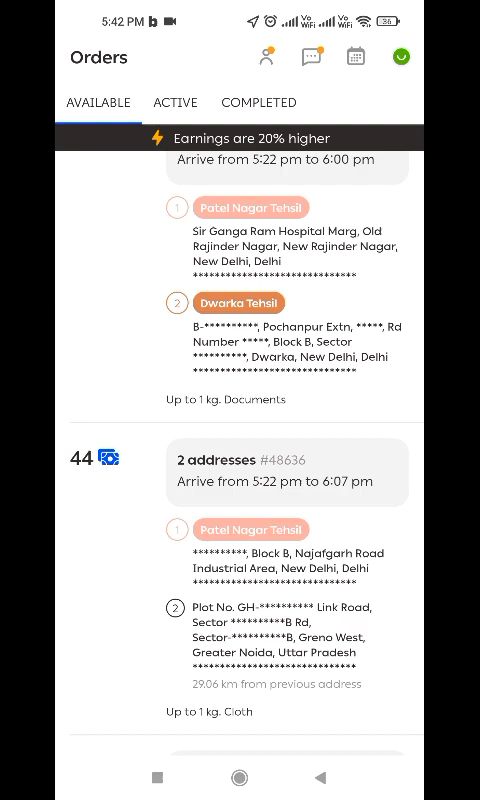 5:42 PM b
Vo WiFi Vo WiFi 36
Orders
AVAILABLE ACTIVE COMPLETED
Earnings are 20% higher
Arrive from 5:22 pm to 6:00 pm
1 Patel Nagar Tehsil
Sir Ganga Ram Hospital Marg, Old
Rajinder Nagar, New Rajinder Nagar,
New Delhi, Delhi
******************************
2 Dwarka Tehsil
B-**********, Pochanpur Extn, *****, Rd
Number *****, Block B, Sector
**********, Dwarka, New Delhi, Delhi
******************************
Up to 1 kg. Documents
44
2 addresses #48636
Arrive from 5:22 pm to 6:07 pm
1 Patel Nagar Tehsil
**********, Block B, Najafgarh Road
Industrial Area, New Delhi, Delhi
******************************
2 Plot No. GH-********** Link Road,
Sector **********B Rd,
Sector-**********B, Greno West,
Greater Noida, Uttar Pradesh
******************************
29.06 km from previous address
Up to 1 kg. Cloth